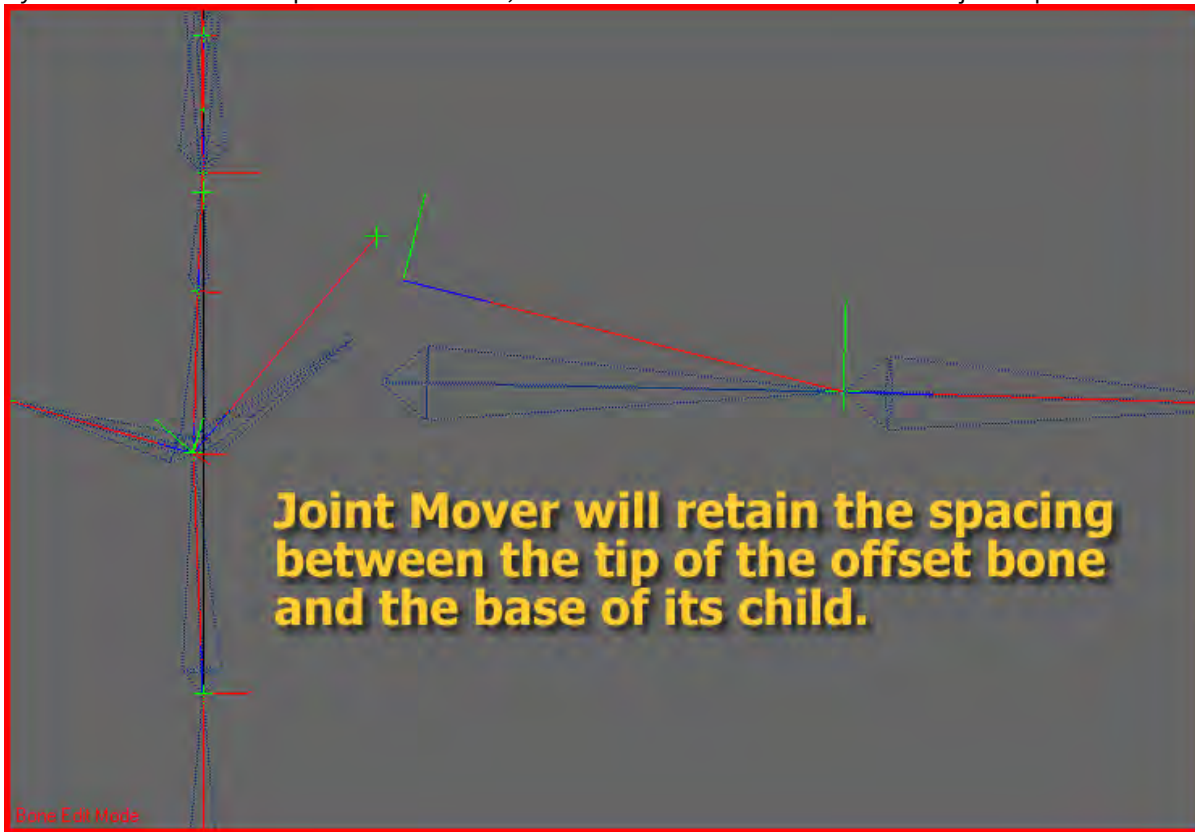 Joint Mover will retain the spacing
between the tip of the offset bone
and the base of its child.
Bone Edit Mode